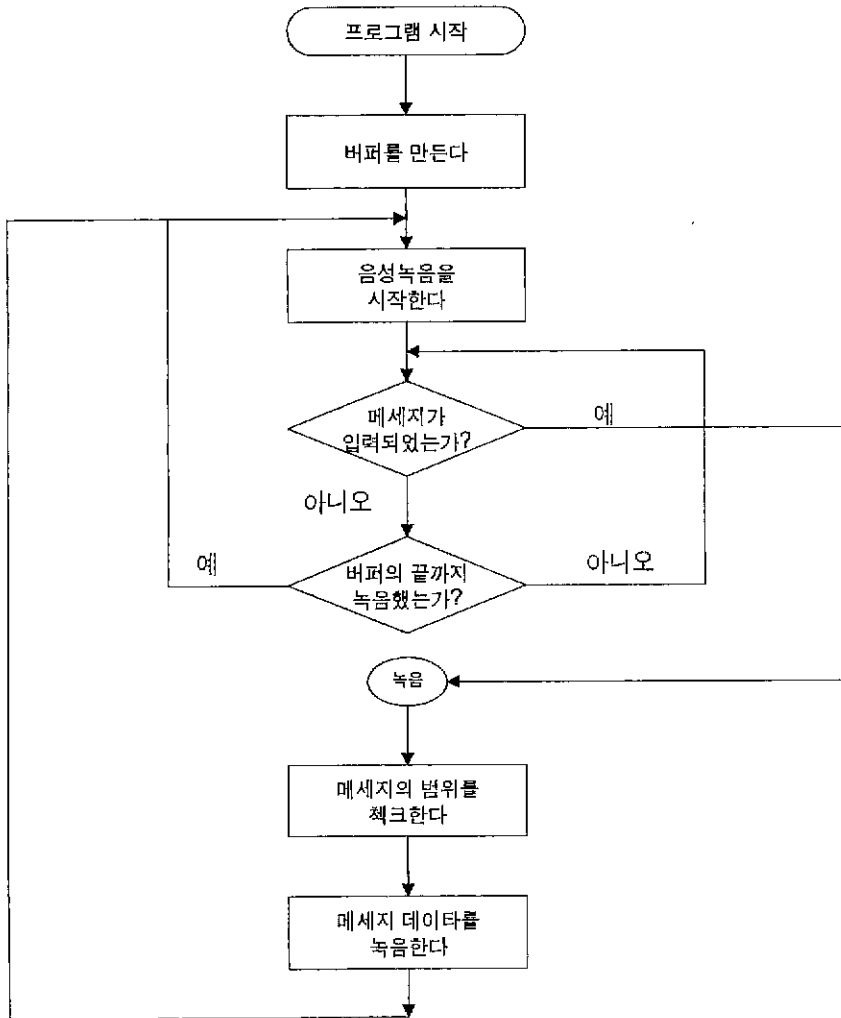 프로그램 시작
버퍼를 만든다
음성녹음을
시작한다
메세지가
입력되었는가?
예
아니오
버퍼의 끝까지
녹음했는가?
예
아니오
녹음
메세지의 범위를
첵크한다
메세지 데이타를
녹음한다